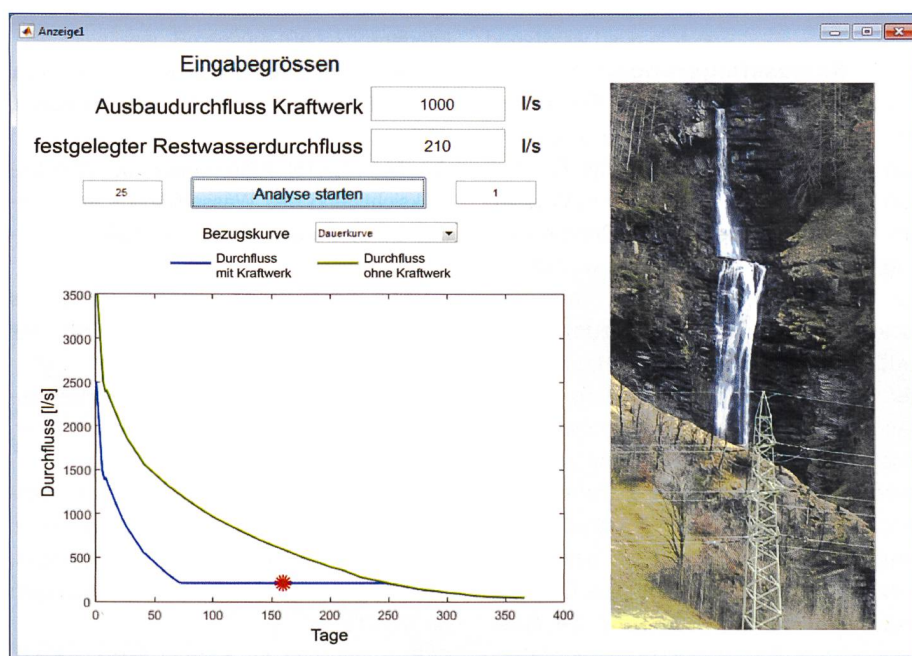 Anzeige1
Eingabegrössen
Ausbaudurchfluss Kraftwerk 1000 l/s
festgelegter Restwasserdurchfluss 210 l/s
25 Analyse starten 1
Bezugskurve Dauerkurve
Durchfluss mit Kraftwerk
Durchfluss ohne Kraftwerk
3500
3000
2500
2000
1500
1000
500
0
Durchfluss [l/s]
0 50 100 150 200 250 300 350 400
Tage